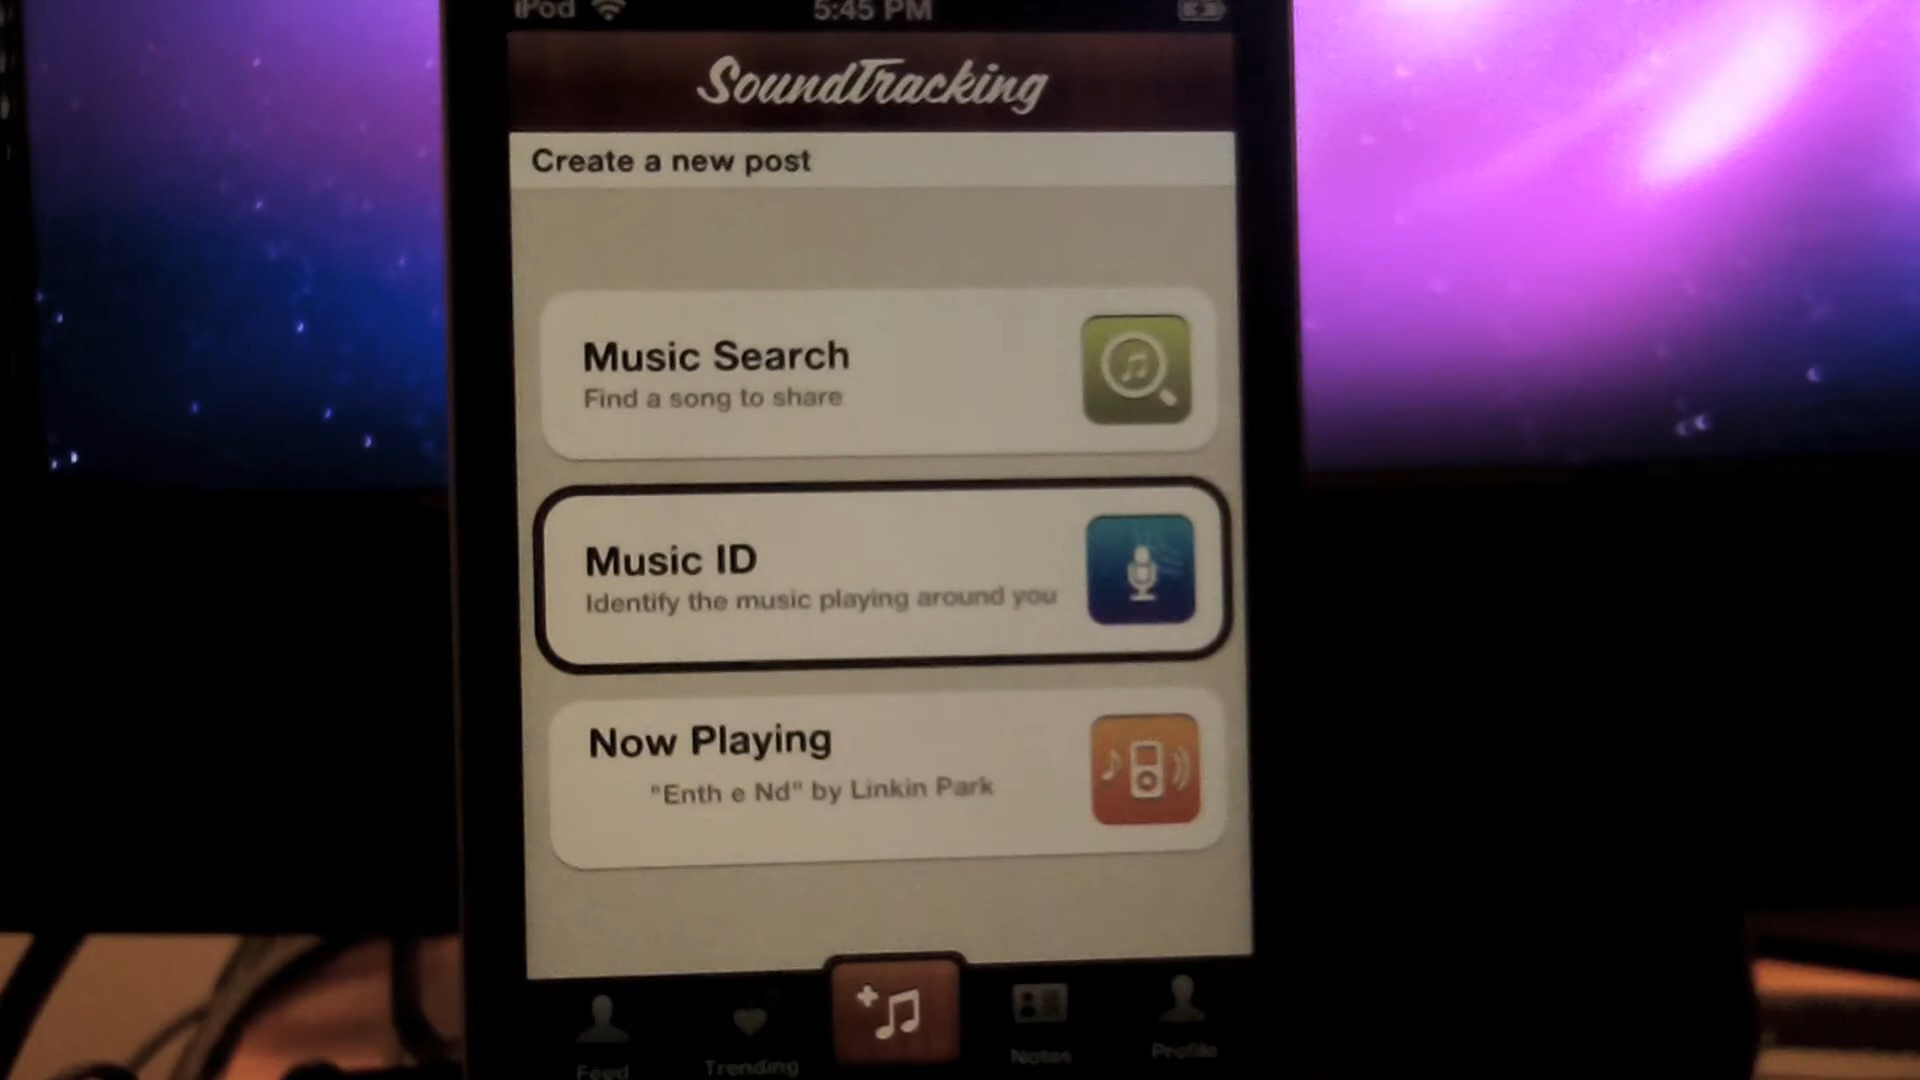 iPod 5:45 PM
SoundTracking
Create a new post
Music Search
Find a song to share
Music ID
Identify the music playing around you
Now Playing
"Enth e Nd" by Linkin Park
Feed Trending Notes Profile